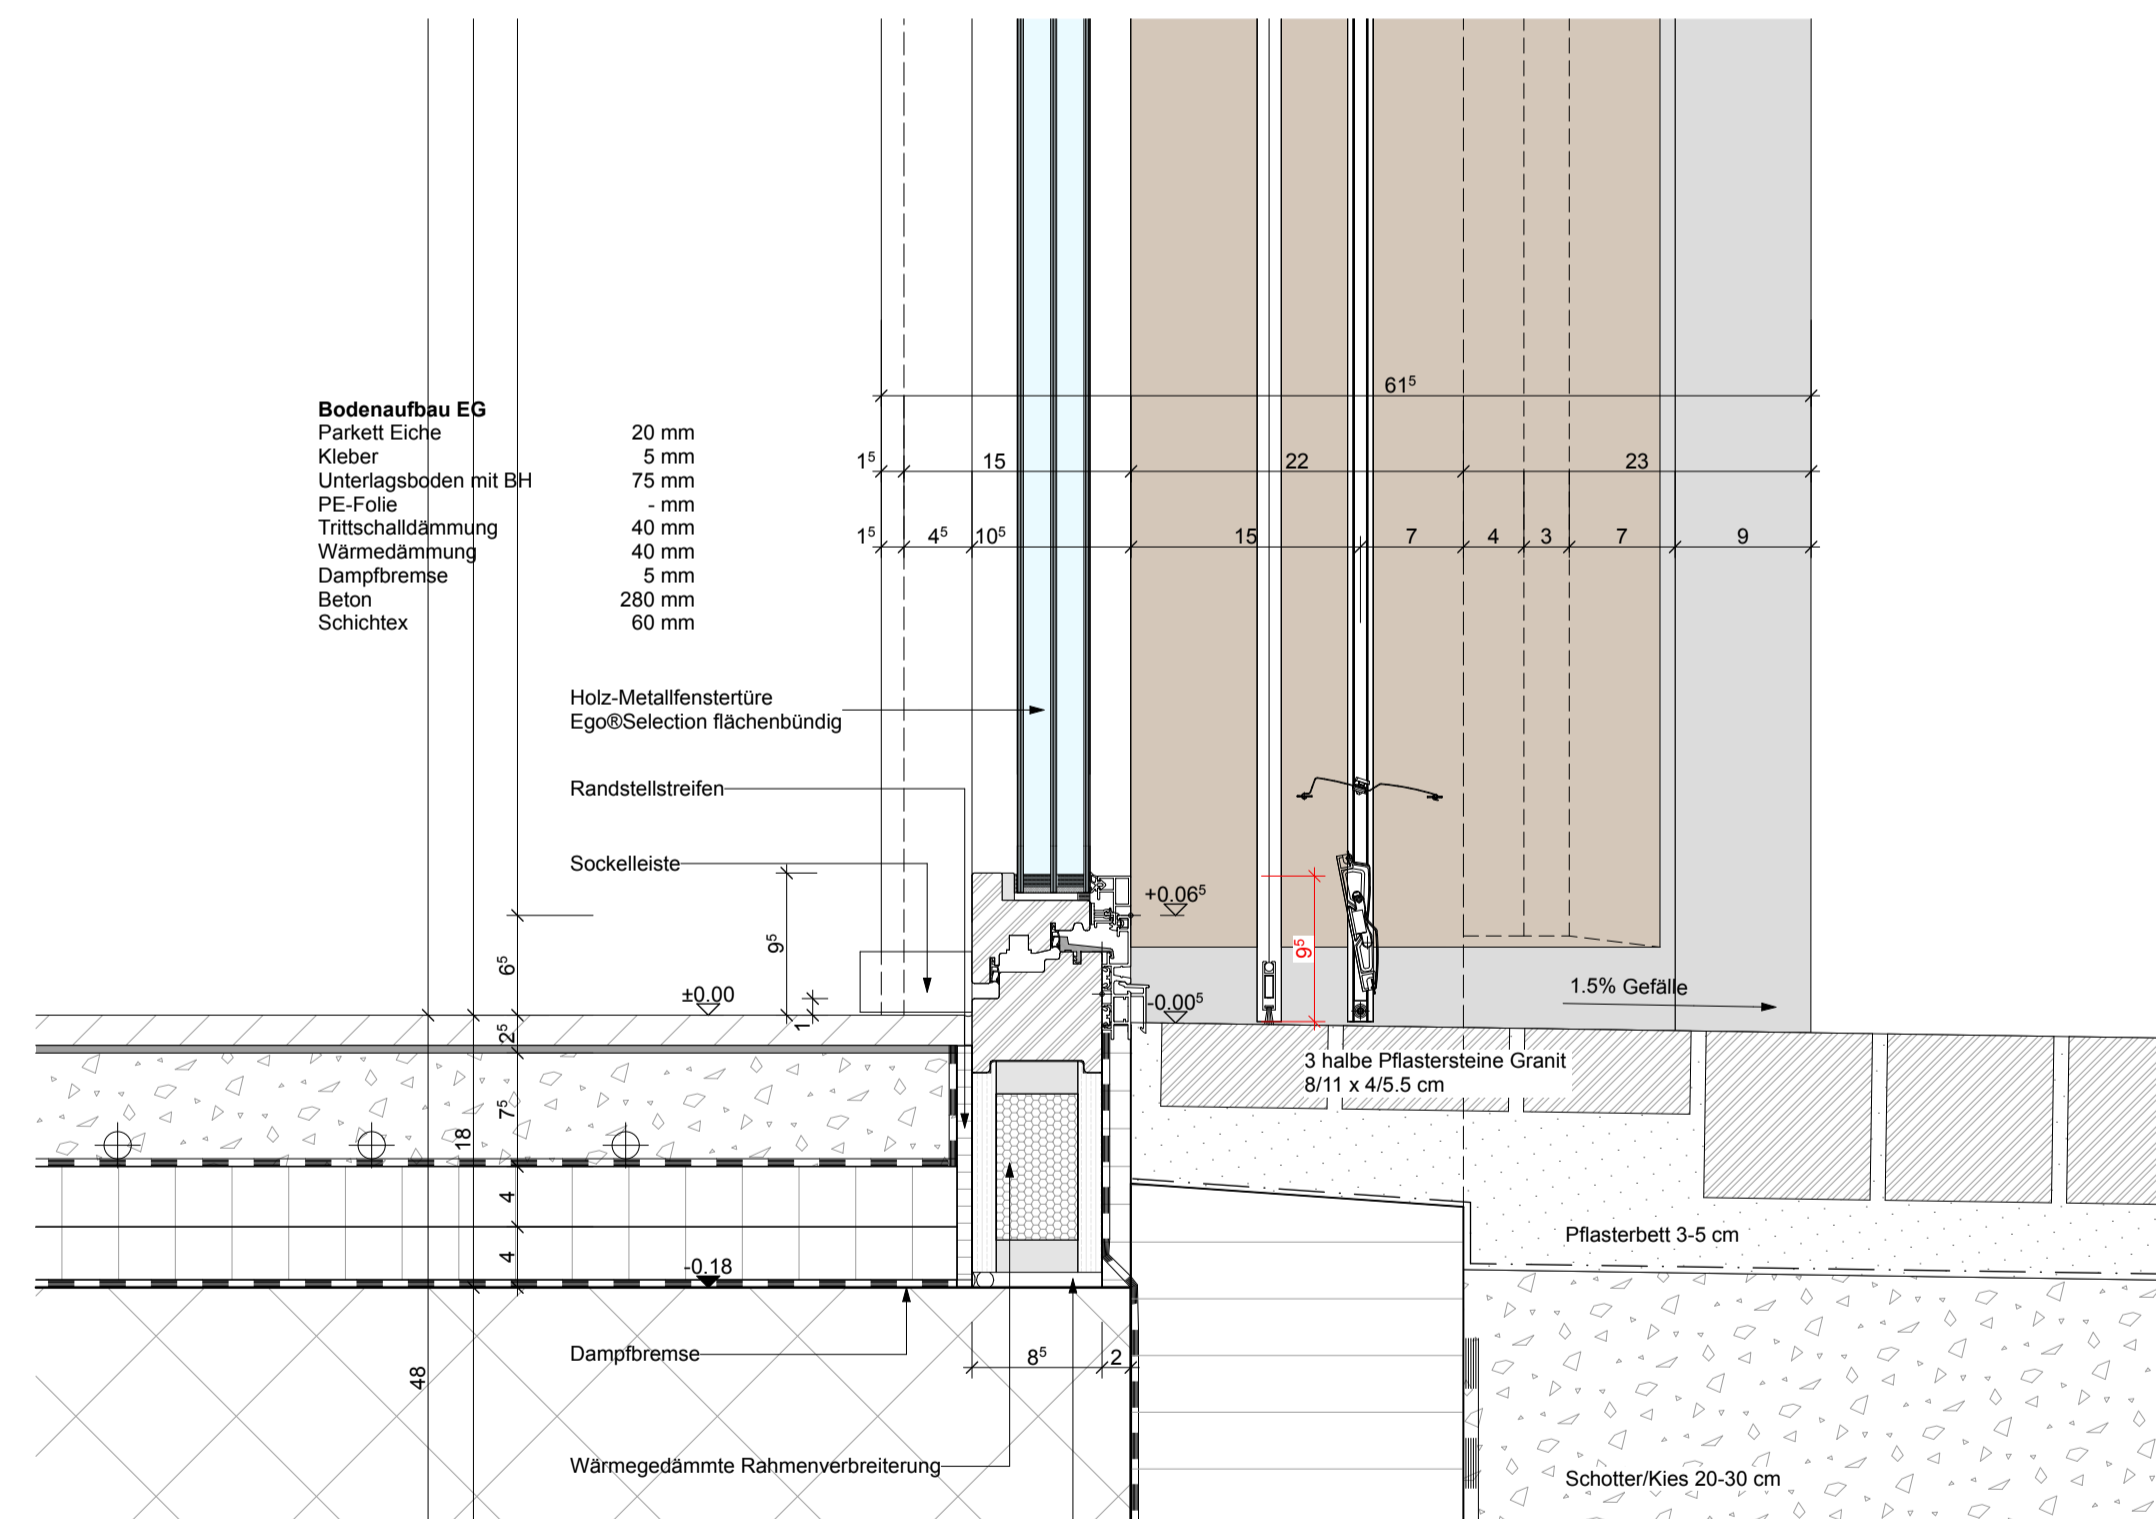 61⁵
1⁵ 15 22 23
1⁵ 4⁵ 10⁵ 15 7 4 3 7 9
Bodenaufbau EG
Parkett Eiche 20 mm
Kleber 5 mm
Unterlagsboden mit BH 75 mm
PE-Folie - mm
Trittschalldämmung 40 mm
Wärmedämmung 40 mm
Dampfbremse 5 mm
Beton 280 mm
Schichtex 60 mm
Holz-Metallfenstertüre
Ego®Selection flächenbündig
Randstellstreifen
Sockelleiste
+0.06⁵
9⁵
9⁵
6⁵
±0.00
-0.00⁵
1
1.5% Gefälle
2⁵
3 halbe Pflastersteine Granit
8/11 x 4/5.5 cm
7⁵
18
4
4
Pflasterbett 3-5 cm
-0.18
Dampfbremse
8⁵ 2
48
Wärmegedämmte Rahmenverbreiterung
Schotter/Kies 20-30 cm